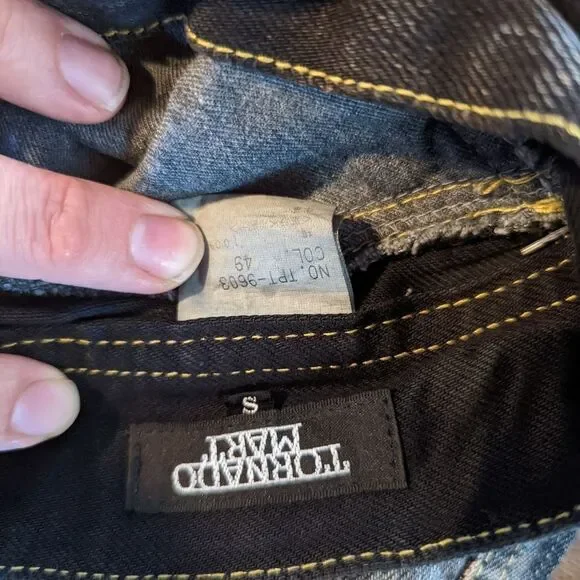 NO. TPT-9603
COL. 49
S
TORNADO
MART